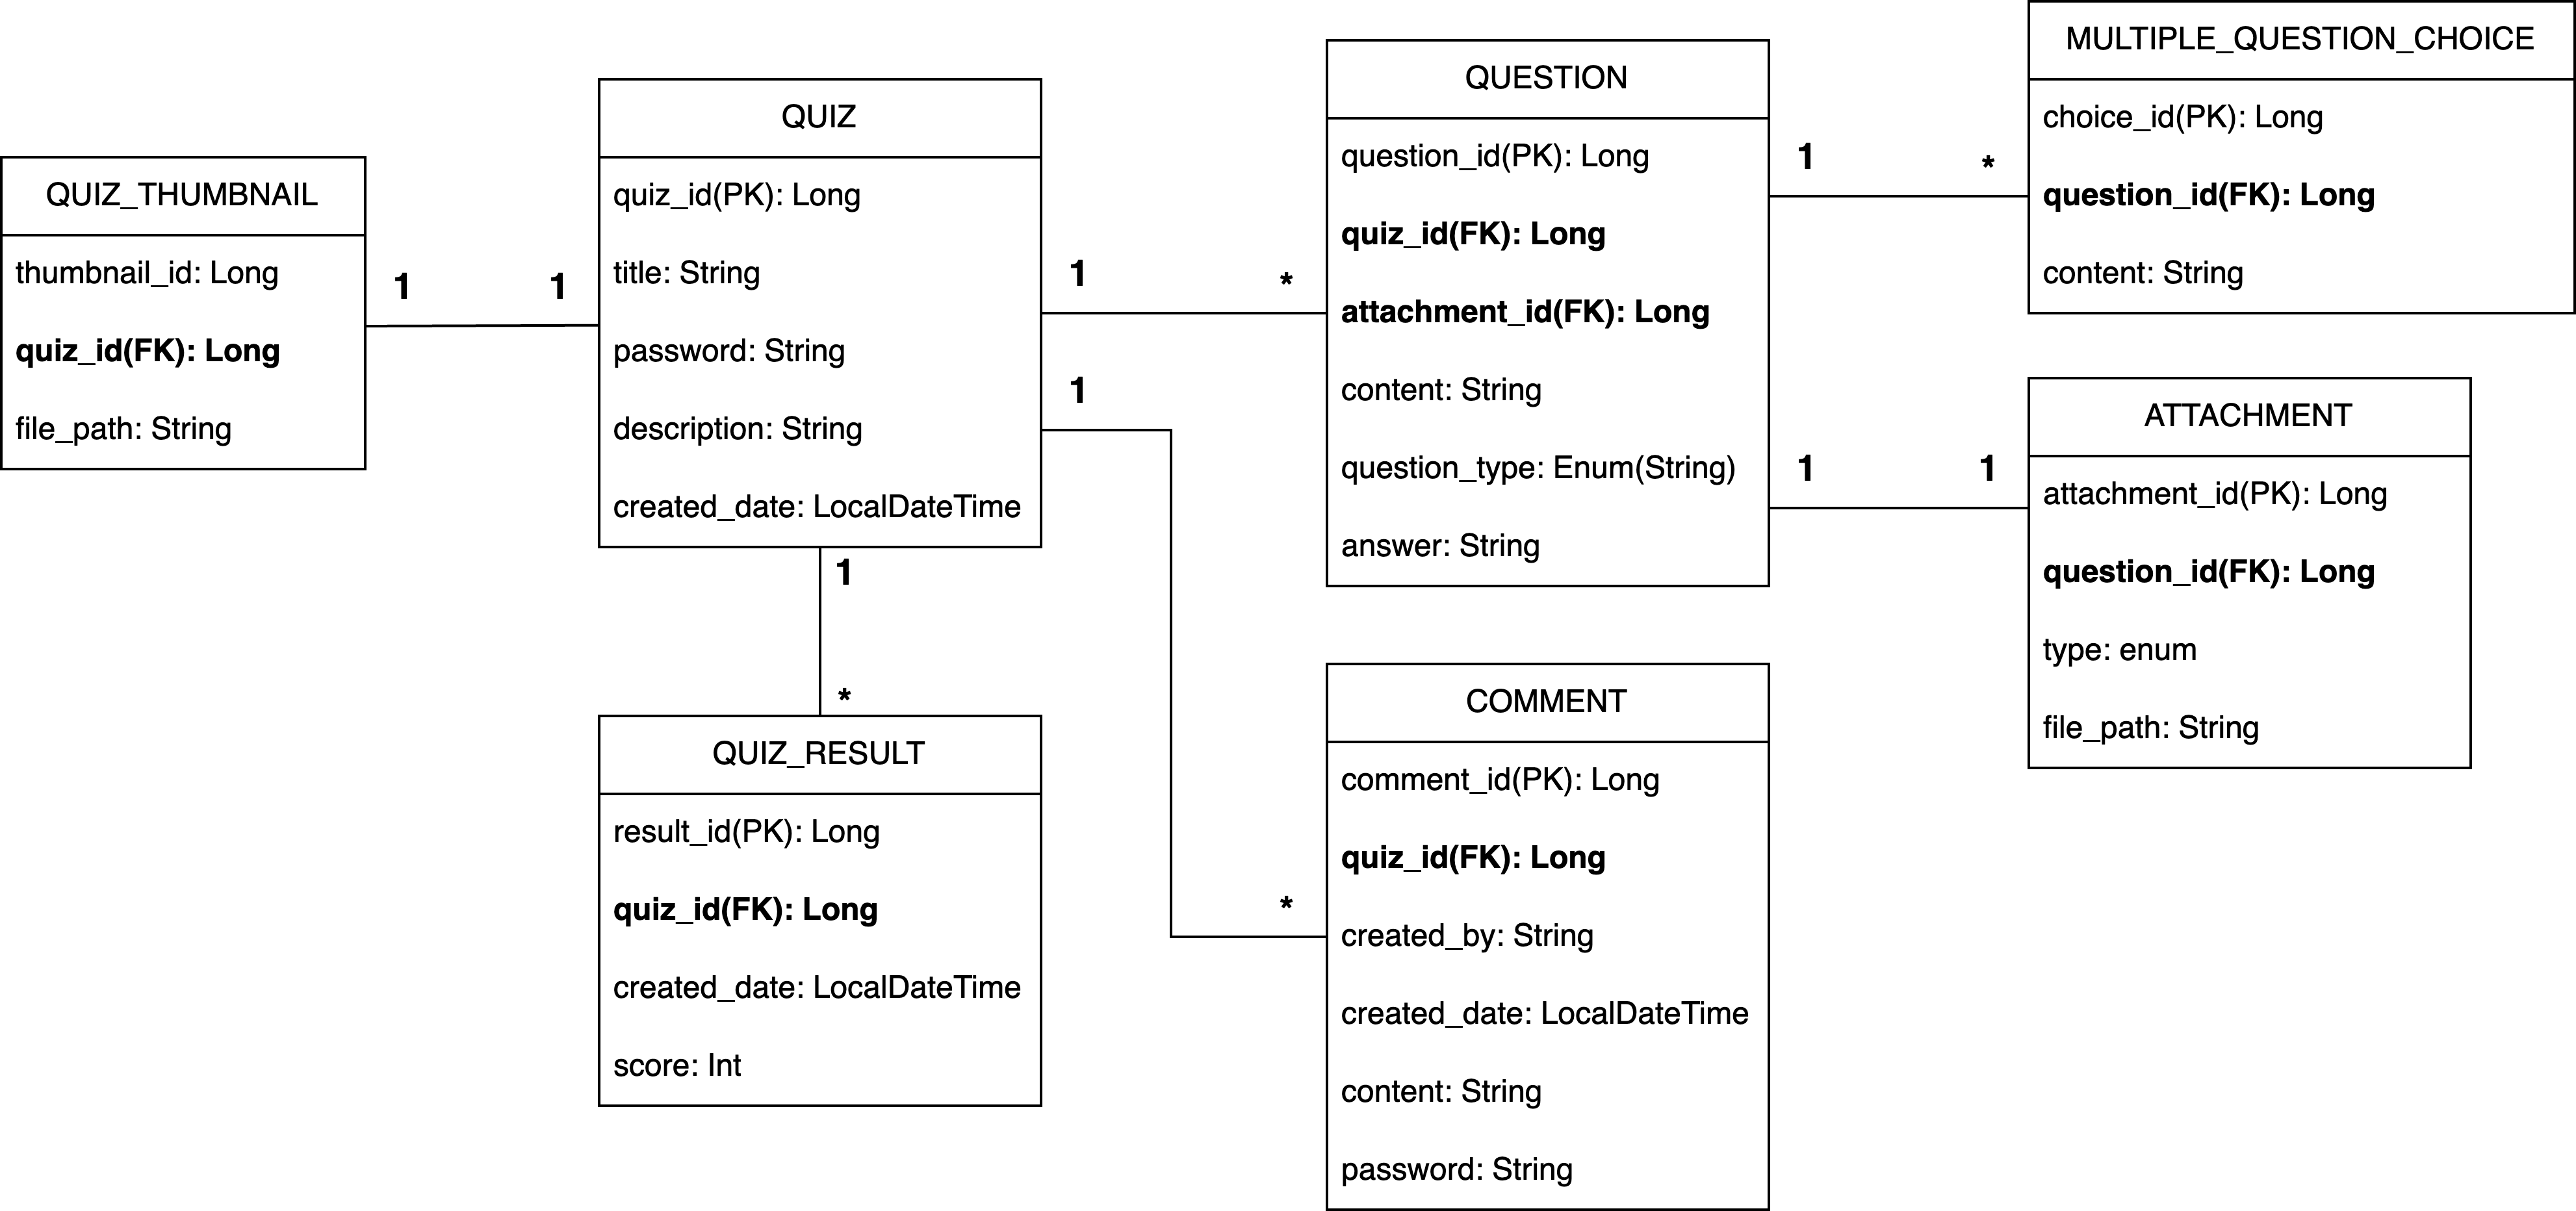 QUIZ_THUMBNAIL
thumbnail_id: Long
quiz_id(FK): Long
file_path: String
1
1
QUIZ
quiz_id(PK): Long
title: String
password: String
description: String
created_date: LocalDateTime
1
*
1
*
1
*
QUIZ_RESULT
result_id(PK): Long
quiz_id(FK): Long
created_date: LocalDateTime
score: Int
QUESTION
question_id(PK): Long
quiz_id(FK): Long
attachment_id(FK): Long
content: String
question_type: Enum(String)
answer: String
COMMENT
comment_id(PK): Long
quiz_id(FK): Long
created_by: String
created_date: LocalDateTime
content: String
password: String
1
*
1
1
MULTIPLE_QUESTION_CHOICE
choice_id(PK): Long
question_id(FK): Long
content: String
ATTACHMENT
attachment_id(PK): Long
question_id(FK): Long
type: enum
file_path: String